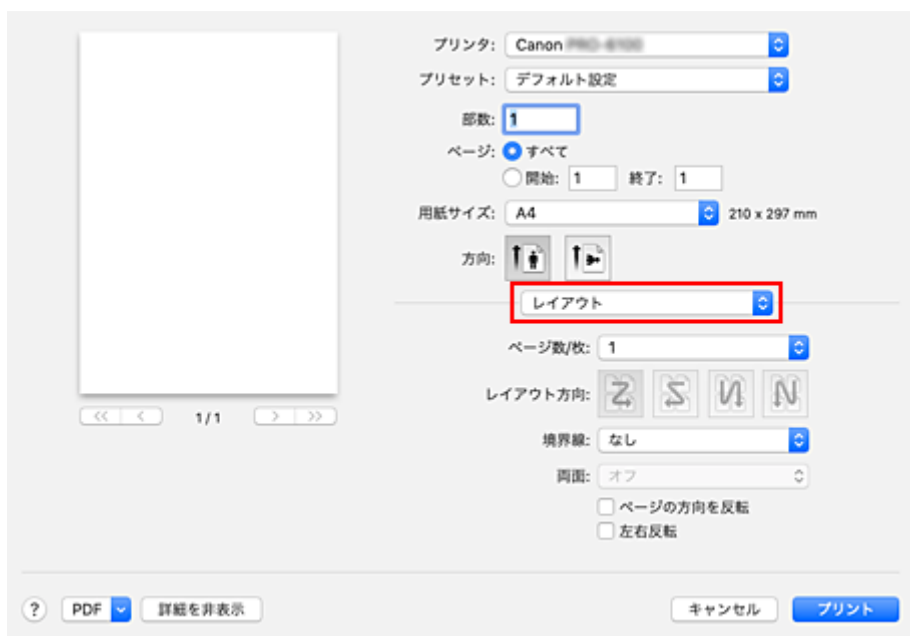 プリンタ: Canon
プリセット: デフォルト設定
部数: 1
ページ: すべて
開始: 1 終了: 1
用紙サイズ: A4 210 x 297 mm
方向:
レイアウト
ページ数/枚: 1
レイアウト方向:
1/1
境界線: なし
両面: オフ
ページの方向を反転
左右反転
? PDF 詳細を非表示 キャンセル プリント